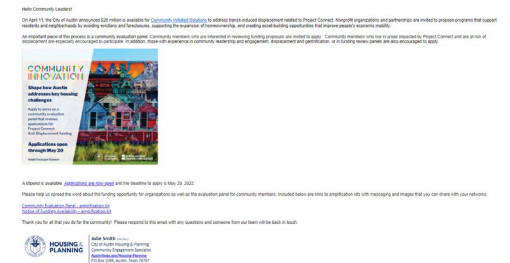 Hello Community Leaders!
On April 11, the City of Austin announced $20 million is available for Community Initiated Solutions to address transit-induced displacement related to Project Connect. Nonprofit organizations and partnerships are invited to propose programs that support
residents and neighborhoods by avoiding evictions and foreclosures, supporting the expansion of homeownership, and creating asset-building opportunities that improve people's economic mobility.
An important piece of this process is a community evaluation panel. Community members who are interested in reviewing funding proposals are invited to apply. Community members who live in areas impacted by Project Connect and are at risk of
displacement are especially encouraged to participate. In addition, those with experience in community leadership and engagement, displacement and gentrification, or in funding review panels are also encouraged to apply.
COMMUNITY
INNOVATION
Shape how Austin
addresses key housing
challenges
Apply to serve on a
community evaluation
panel that reviews
applications for
Project Connect
Anti-Displacement funding
Applications open
through May 20
A stipend is available. Applications are now open and the deadline to apply is May 20, 2022.
Please help us spread the word about the funding opportunity for organizations as well as the evaluation panel for community members. Included below are links to amplification kits with messaging and images that you can share with your networks:
Community Evaluation Panel - amplification kit
Notice of Funding Availability - amplification kit
Thank you for all that you do for the community! Please respond to this email with any questions and someone from our team will be back in touch.
HOUSING &
PLANNING
Julie Smith
City of Austin Housing & Planning
Community Engagement Specialist
AustinTexas.gov/Housing-Planning
PO Box 1088, Austin, Texas 78767